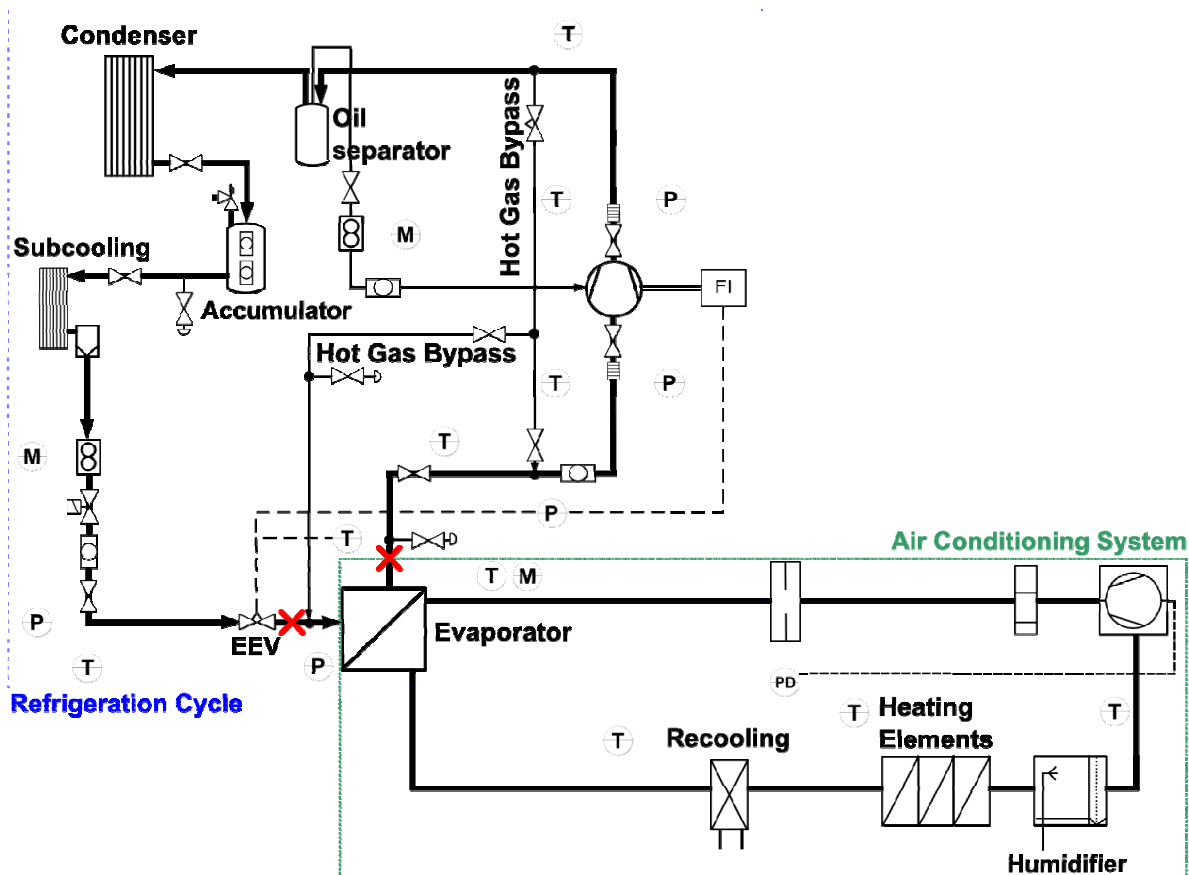 T
Condenser
Hot Gas Bypass
Oil
separator
T
P
M
Subcooling
FI
Accumulator
Hot Gas Bypass
T
P
T
M
P
T
Air Conditioning System
T
M
P
EEV
Evaporator
P
T
PD
Refrigeration Cycle
T
Recooling
T
Heating
Elements
T
Humidifier